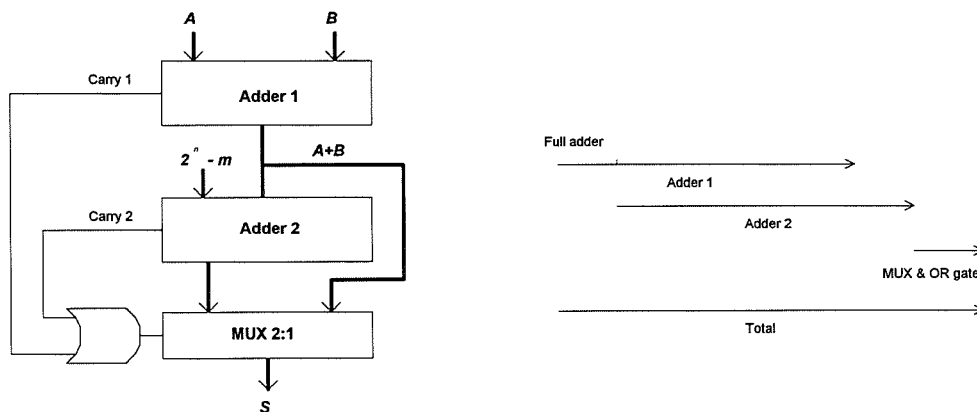 A
B
Carry 1
Adder 1
2^n - m
A+B
Carry 2
Adder 2
MUX 2:1
S
Full adder
Adder 1
Adder 2
MUX & OR gate
Total